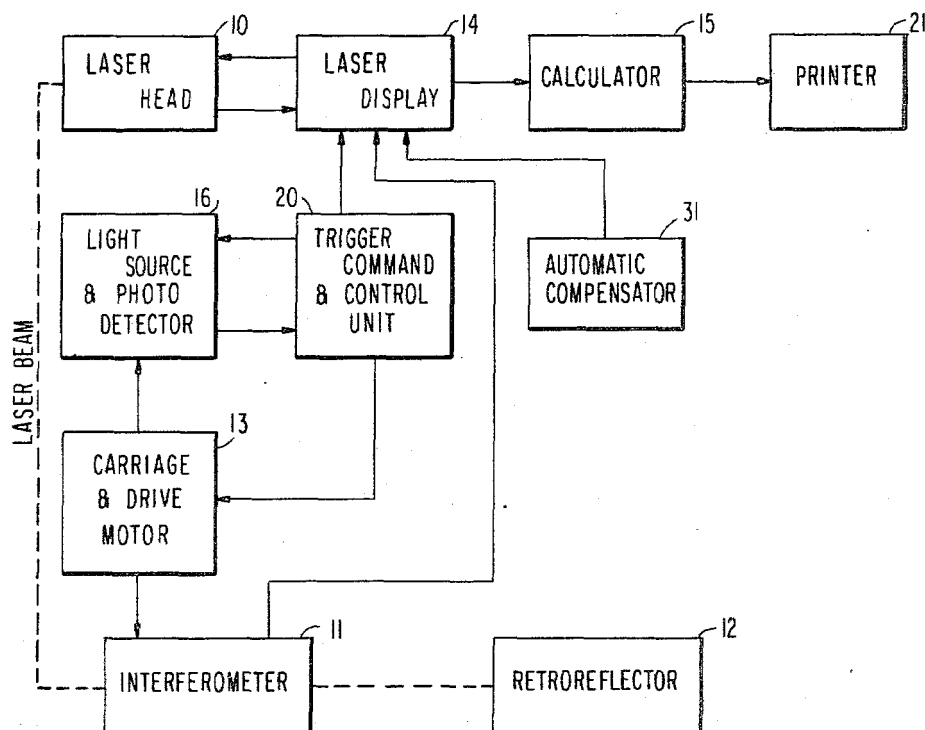 10
LASER
HEAD
14
LASER
DISPLAY
15
CALCULATOR
21
PRINTER
16
LIGHT
SOURCE
& PHOTO
DETECTOR
20
TRIGGER
COMMAND
& CONTROL
UNIT
31
AUTOMATIC
COMPENSATOR
LASER BEAM
13
CARRIAGE
& DRIVE
MOTOR
11
INTERFEROMETER
12
RETROREFLECTOR